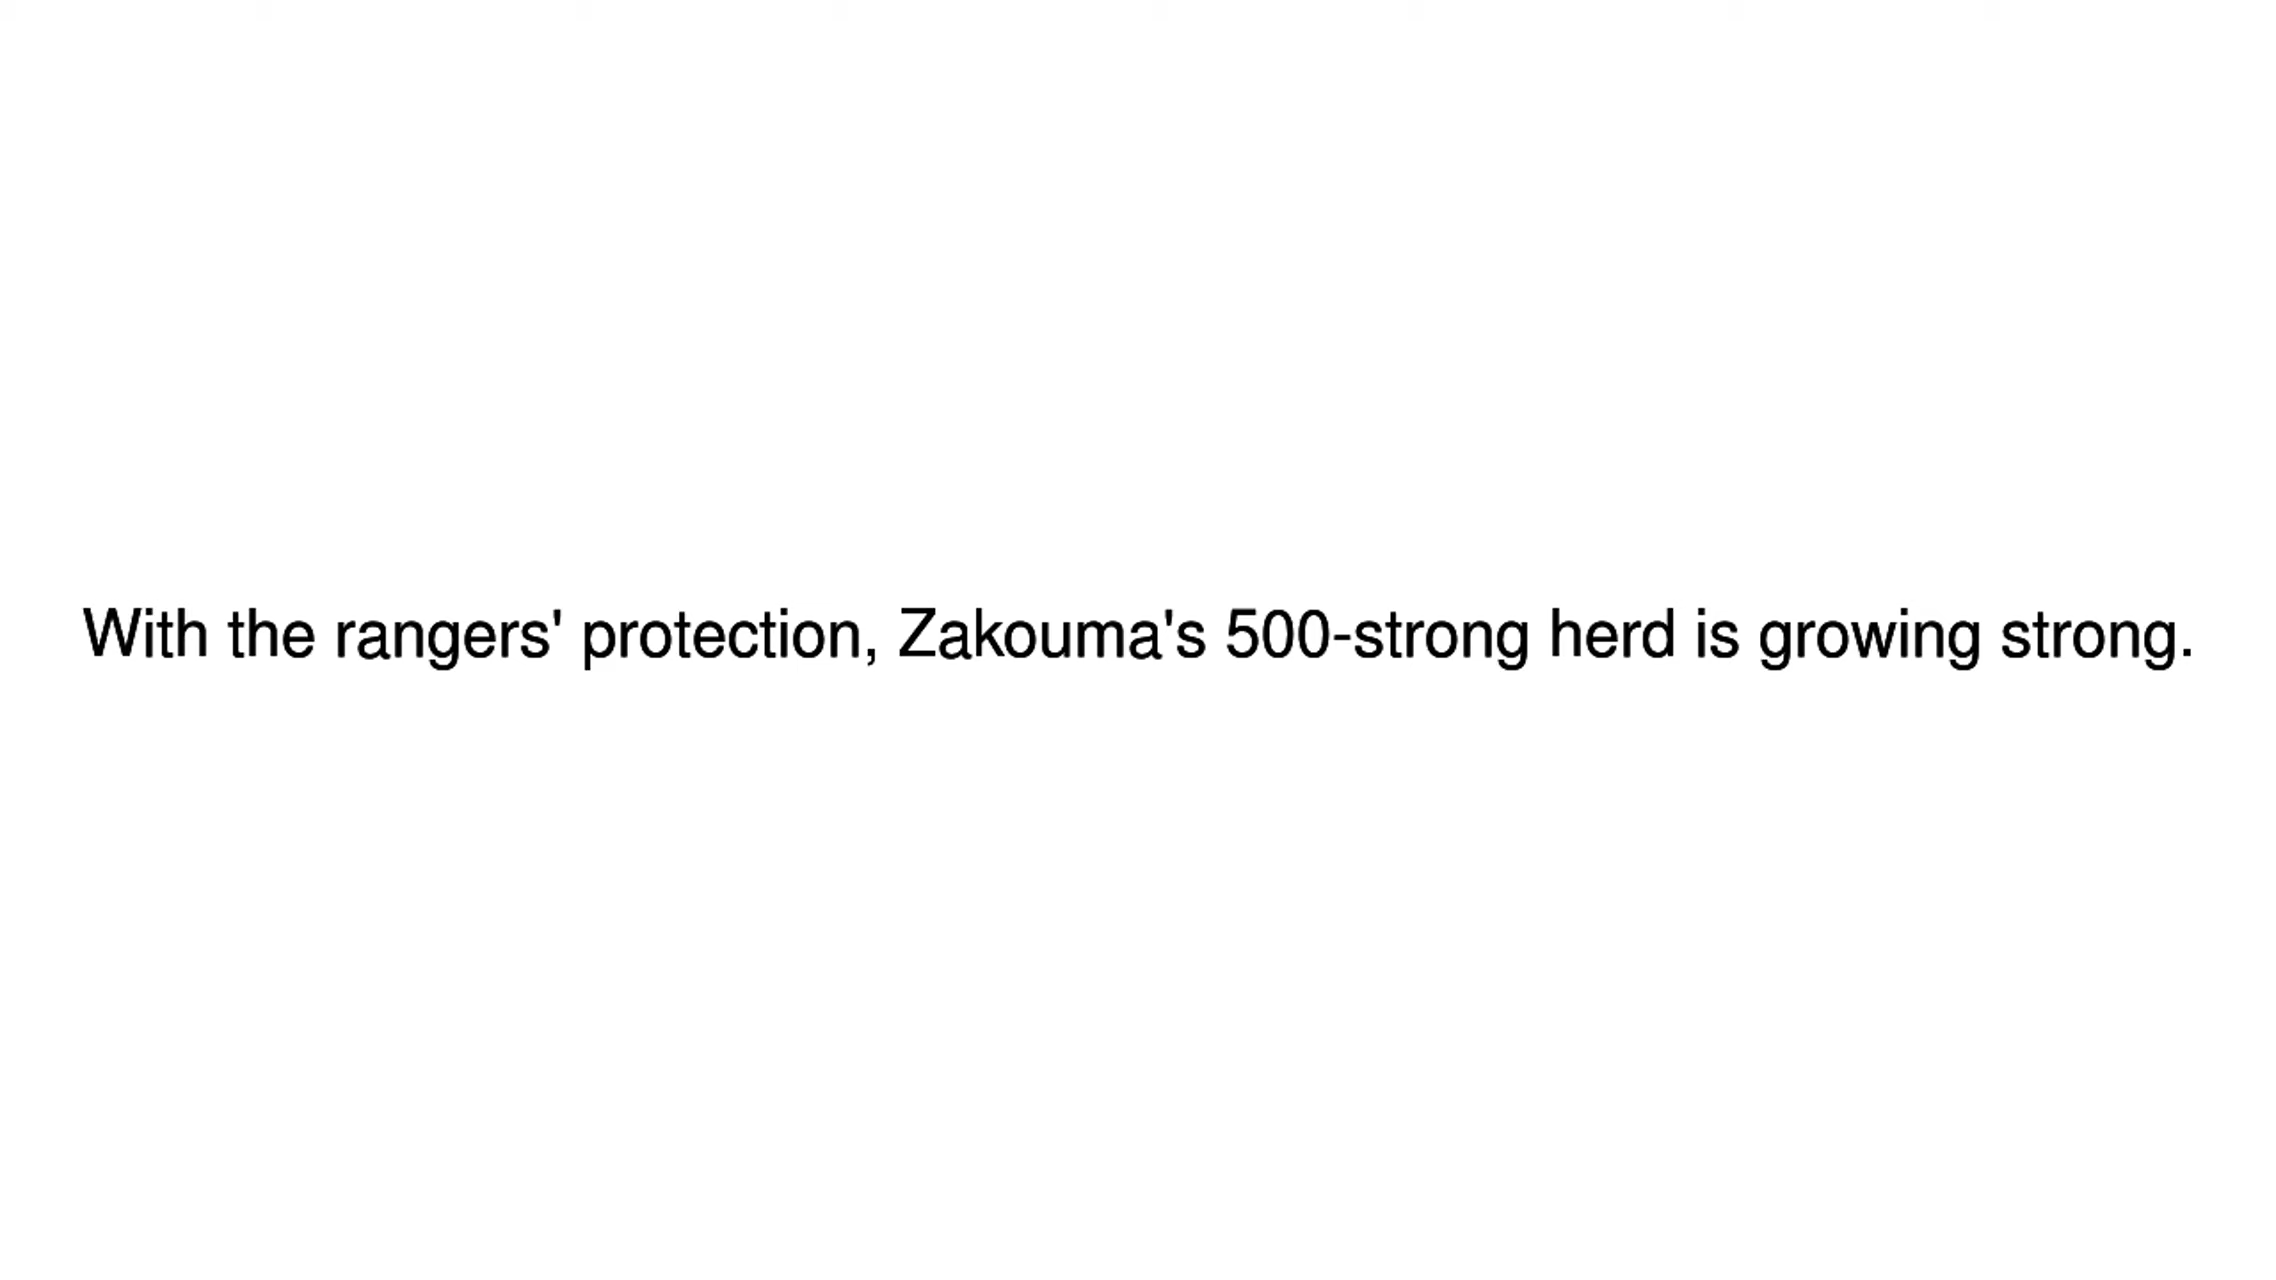 With the rangers' protection, Zakouma's 500-strong herd is growing strong.